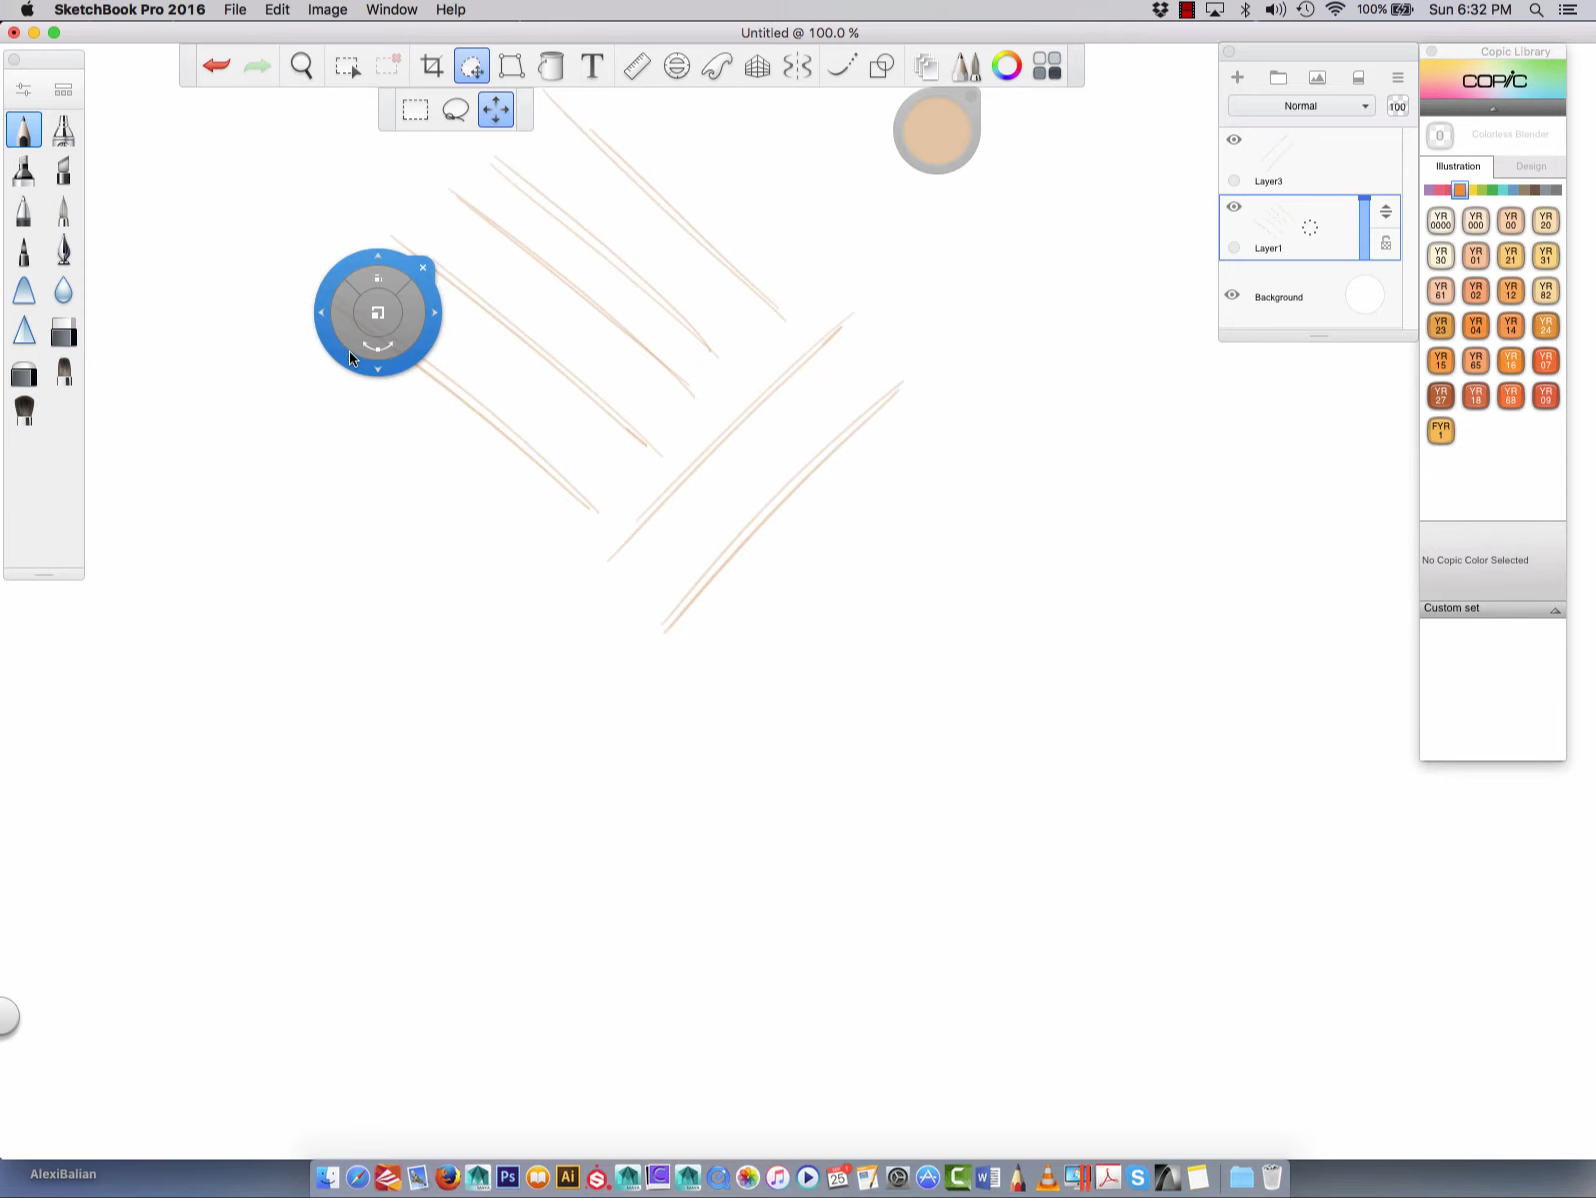 SketchBook Pro 2016 File Edit Image Window Help 100% Sun 6:32 PM
Untitled @ 100.0 %
Copic Library
COPIC
Normal 100
0 Colorless Blender
Illustration Design
Layer3
Layer1
Background
YR 0000 YR 000 YR 00 YR 20
YR 30 YR 01 YR 21 YR 31
YR 61 YR 02 YR 12 YR 82
YR 23 YR 04 YR 14 YR 24
YR 15 YR 65 YR 16 YR 07
YR 27 YR 18 YR 68 YR 09
FYR 1
No Copic Color Selected
Custom set
AlexiBalian
Ps Ai 25